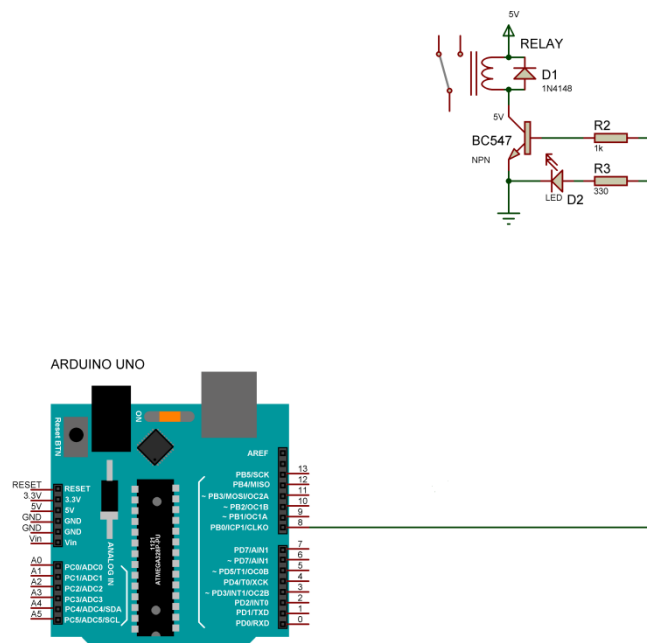 5V
RELAY
D1
1N4148
5V
BC547
NPN
R2
1k
R3
330
LED D2
ARDUINO UNO
Reset BTN
ON
AREF
RESET RESET
3.3V 3.3V
5V 5V
GND GND
GND GND
Vin Vin
ANALOG IN
1121
ATMEGA328P-PU
PB5/SCK 13
PB4/MISO 12
~ PB3/MOSI/OC2A 11
~ PB2/OC1B 10
~ PB1/OC1A 9
PB0/ICP1/CLKO 8
A0 PC0/ADC0
A1 PC1/ADC1
A2 PC2/ADC2
A3 PC3/ADC3
A4 PC4/ADC4/SDA
A5 PC5/ADC5/SCL
PD7/AIN1 7
~ PD7/AIN1 6
~ PD5/T1/OC0B 5
PD4/T0/XCK 4
~ PD3/INT1/OC2B 3
PD2/INT0 2
PD1/TXD 1
PD0/RXD 0